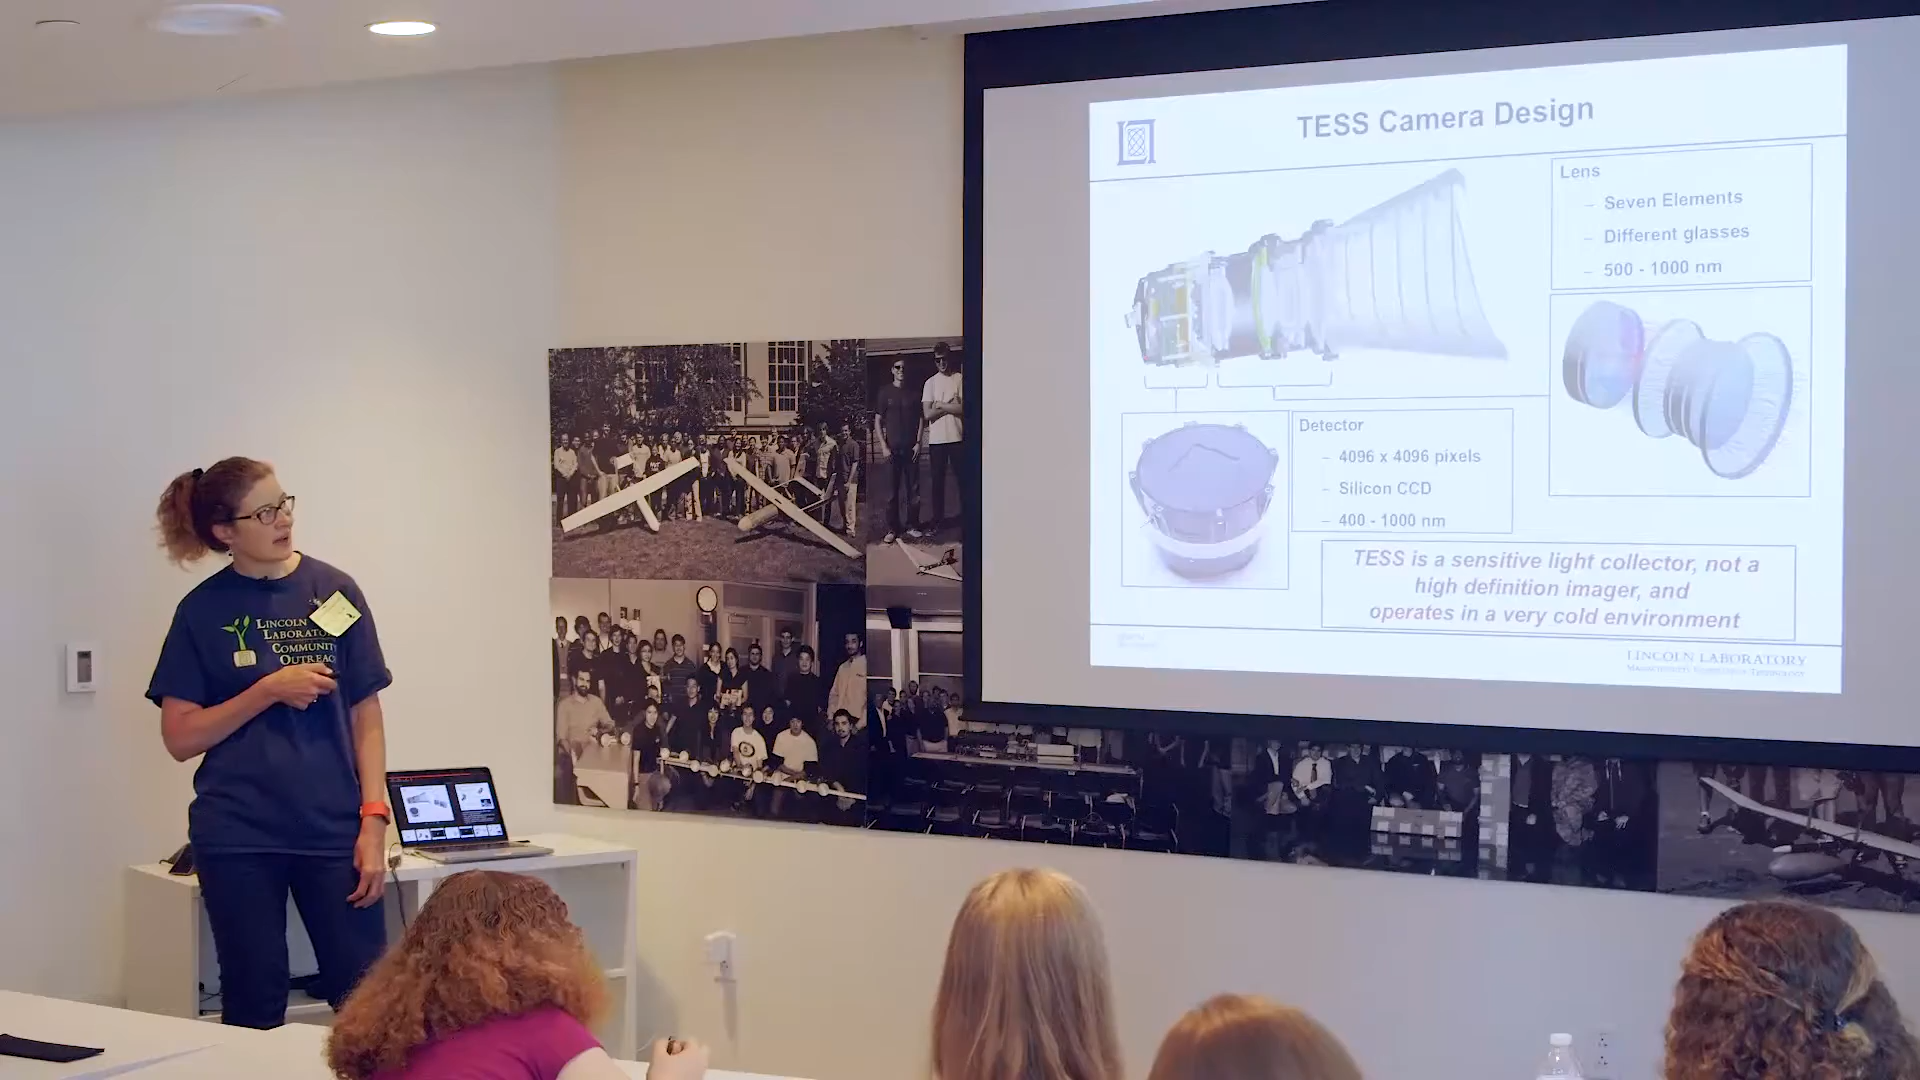 TESS Camera Design
Lens
– Seven Elements
– Different glasses
– 500 - 1000 nm
Detector
– 4096 x 4096 pixels
– Silicon CCD
– 400 - 1000 nm
TESS is a sensitive light collector, not a
high definition imager, and
operates in a very cold environment
LINCOLN LABORATORY
LINCOLN
LABORATO
COMMUNIT
OUTREAC